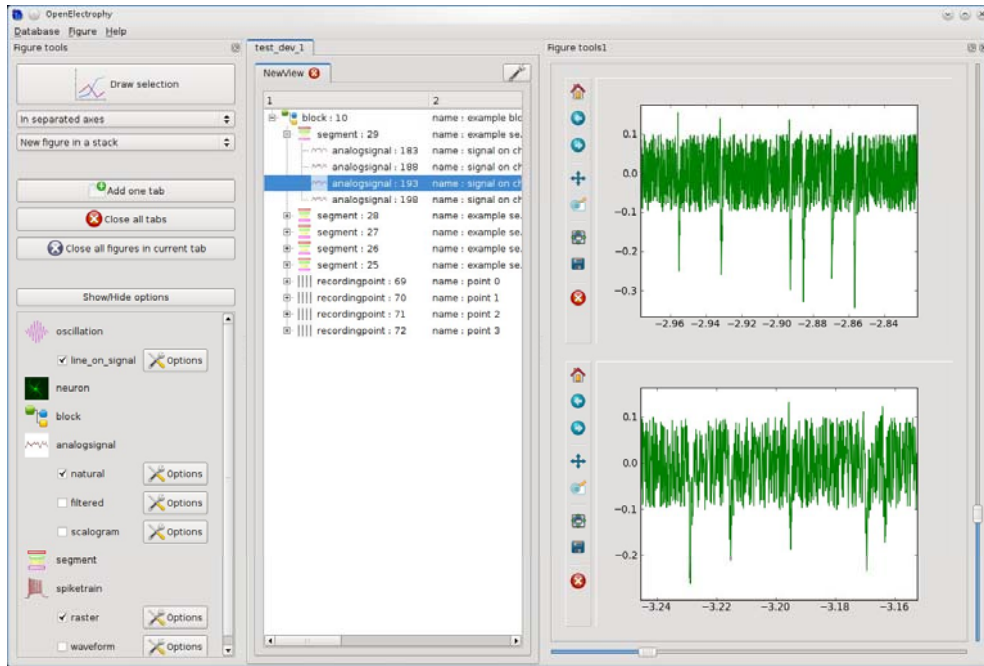 OpenElectrophy
Database Figure Help
Figure tools
Draw selection
In separated axes
New figure in a stack
Add one tab
Close all tabs
Close all figures in current tab
Show/Hide options
oscillation
line_on_signal Options
neuron
block
analogsignal
natural Options
filtered Options
scalogram Options
segment
spiketrain
raster Options
waveform Options
test_dev_1
NewView
1 2
block : 10 name : example blo
segment : 29 name : example se.
analogsignal : 183 name : signal on ch
analogsignal : 188 name : signal on ch
analogsignal : 193 name : signal on ch
analogsignal : 198 name : signal on ch
segment : 28 name : example se.
segment : 27 name : example se.
segment : 26 name : example se.
segment : 25 name : example se.
recordingpoint : 69 name : point 0
recordingpoint : 70 name : point 1
recordingpoint : 71 name : point 2
recordingpoint : 72 name : point 3
Figure tools1
0.1
0.0
−0.1
−0.2
−0.3
−2.96 −2.94 −2.92 −2.90 −2.88 −2.86 −2.84
0.1
0.0
−0.1
−0.2
−3.24 −3.22 −3.20 −3.18 −3.16